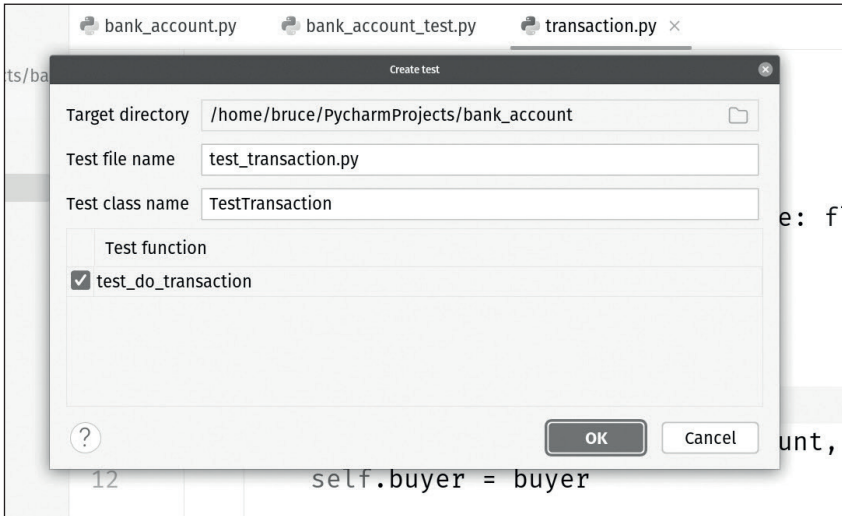 bank_account.py bank_account_test.py transaction.py ×
ts/ba
Create test
Target directory /home/bruce/PycharmProjects/bank_account
Test file name test_transaction.py
Test class name TestTransaction
e: f
Test function
test_do_transaction
? OK Cancel
unt,
12 self.buyer = buyer